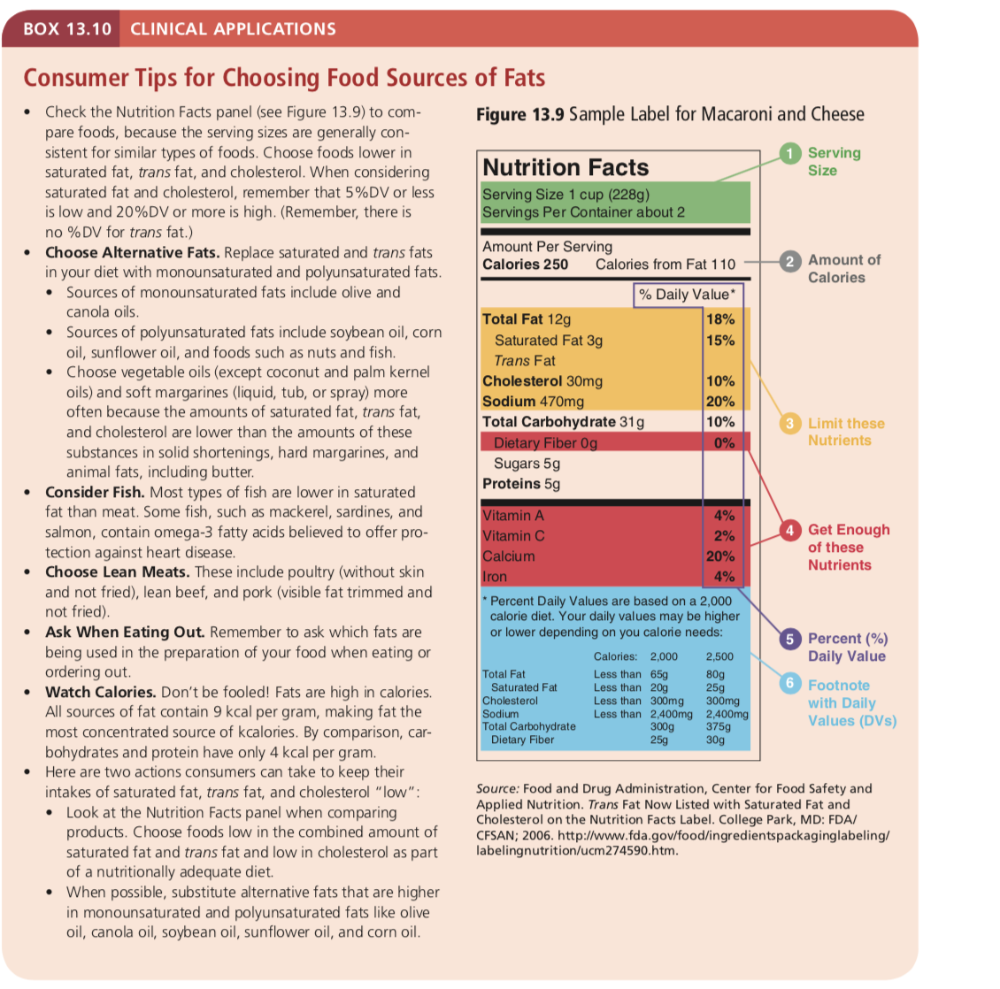 BOX 13.10 CLINICAL APPLICATIONS
Consumer Tips for Choosing Food Sources of Fats
• Check the Nutrition Facts panel (see Figure 13.9) to com-
pare foods, because the serving sizes are generally con-
sistent for similar types of foods. Choose foods lower in
saturated fat, trans fat, and cholesterol. When considering
saturated fat and cholesterol, remember that 5%DV or less
is low and 20%DV or more is high. (Remember, there is
no %DV for trans fat.)
• Choose Alternative Fats. Replace saturated and trans fats
in your diet with monounsaturated and polyunsaturated fats.
• Sources of monounsaturated fats include olive and
canola oils.
• Sources of polyunsaturated fats include soybean oil, corn
oil, sunflower oil, and foods such as nuts and fish.
• Choose vegetable oils (except coconut and palm kernel
oils) and soft margarines (liquid, tub, or spray) more
often because the amounts of saturated fat, trans fat,
and cholesterol are lower than the amounts of these
substances in solid shortenings, hard margarines, and
animal fats, including butter.
• Consider Fish. Most types of fish are lower in saturated
fat than meat. Some fish, such as mackerel, sardines, and
salmon, contain omega-3 fatty acids believed to offer pro-
tection against heart disease.
• Choose Lean Meats. These include poultry (without skin
and not fried), lean beef, and pork (visible fat trimmed and
not fried).
• Ask When Eating Out. Remember to ask which fats are
being used in the preparation of your food when eating or
ordering out.
• Watch Calories. Don't be fooled! Fats are high in calories.
All sources of fat contain 9 kcal per gram, making fat the
most concentrated source of kcalories. By comparison, car-
bohydrates and protein have only 4 kcal per gram.
• Here are two actions consumers can take to keep their
intakes of saturated fat, trans fat, and cholesterol "low":
• Look at the Nutrition Facts panel when comparing
products. Choose foods low in the combined amount of
saturated fat and trans fat and low in cholesterol as part
of a nutritionally adequate diet.
• When possible, substitute alternative fats that are higher
in monounsaturated and polyunsaturated fats like olive
oil, canola oil, soybean oil, sunflower oil, and corn oil.
Figure 13.9 Sample Label for Macaroni and Cheese
Nutrition Facts
Serving Size 1 cup (228g)
Servings Per Container about 2
Amount Per Serving
Calories 250 Calories from Fat 110
% Daily Value*
Total Fat 12g 18%
Saturated Fat 3g 15%
Trans Fat
Cholesterol 30mg 10%
Sodium 470mg 20%
Total Carbohydrate 31g 10%
Dietary Fiber 0g 0%
Sugars 5g
Proteins 5g
Vitamin A 4%
Vitamin C 2%
Calcium 20%
Iron 4%
* Percent Daily Values are based on a 2,000
calorie diet. Your daily values may be higher
or lower depending on you calorie needs:
Calories: 2,000 2,500
Total Fat Less than 65g 80g
Saturated Fat Less than 20g 25g
Cholesterol Less than 300mg 300mg
Sodium Less than 2,400mg 2,400mg
Total Carbohydrate 300g 375g
Dietary Fiber 25g 30g
1 Serving
Size
2 Amount of
Calories
3 Limit these
Nutrients
4 Get Enough
of these
Nutrients
5 Percent (%)
Daily Value
6 Footnote
with Daily
Values (DVs)
Source: Food and Drug Administration, Center for Food Safety and
Applied Nutrition. Trans Fat Now Listed with Saturated Fat and
Cholesterol on the Nutrition Facts Label. College Park, MD: FDA/
CFSAN; 2006. http://www.fda.gov/food/ingredientspackaginglabeling/
labelingnutrition/ucm274590.htm.